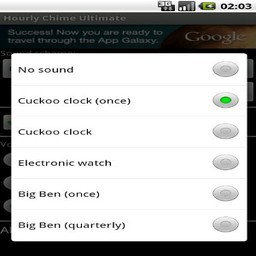 3G 02:03
Hourly Chime Ultimate
Success! Now you are ready to
travel through the App Galaxy.
Google
No sound
Cuckoo clock (once)
Cuckoo clock
Electronic watch
Big Ben (once)
Big Ben (quarterly)